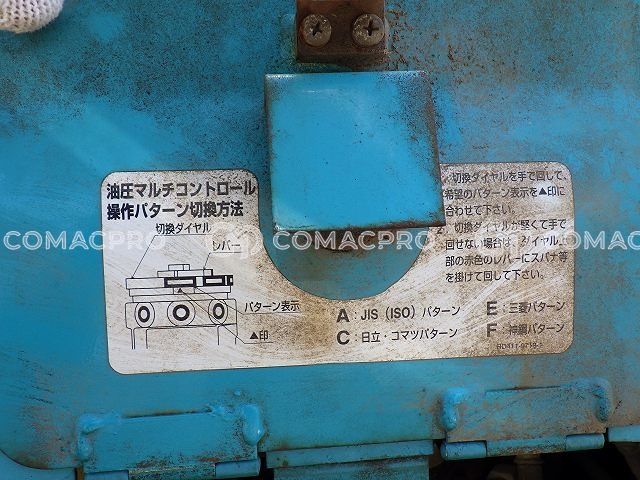 油圧マルチコントロール
操作パターン切換方法
切換ダイヤル
レバー
パターン表示
▲印
切換ダイヤルを手で回して、
希望のパターン表示を▲印に
合わせて下さい。
切換ダイヤルが堅くて手で
回せない場合は、ダイヤル
部の赤色のレバーにスパナ等
を掛けて回して下さい。
A : JIS（ISO）パターン
C : 日立・コマツパターン
E : 三菱パターン
F : 神鋼パターン
COMACPRO COMACPRO COMACPRO